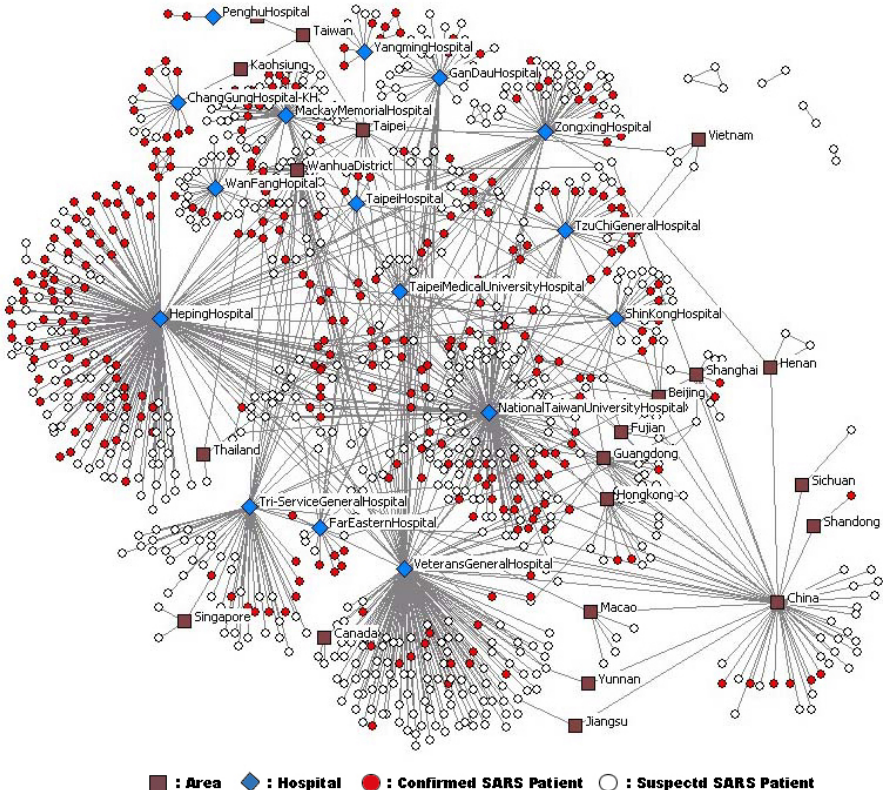 PenghuHospital
Taiwan
YangmingHospital
Kaohsiung
GanDauHospital
ChangGungHospital-KH
MackayMemorialHospital
Taipei
ZongxingHospital
Vietnam
WanhuaDistrict
WanFangHopital
TaipeiHospital
TzuChiGeneralHospital
TaipeiMedicalUniversityHospital
HepingHospital
ShinKongHospital
Shanghai
Henan
Beijing
NationalTaiwanUniversityHospital
Fujian
Thailand
Guangdong
Sichuan
Hongkong
Tri-ServiceGeneralHospital
FarEasternHospital
Shandong
VeteransGeneralHospital
China
Macao
Singapore
Canada
Yunnan
Jiangsu
: Area : Hospital : Confirmed SARS Patient : Suspectd SARS Patient